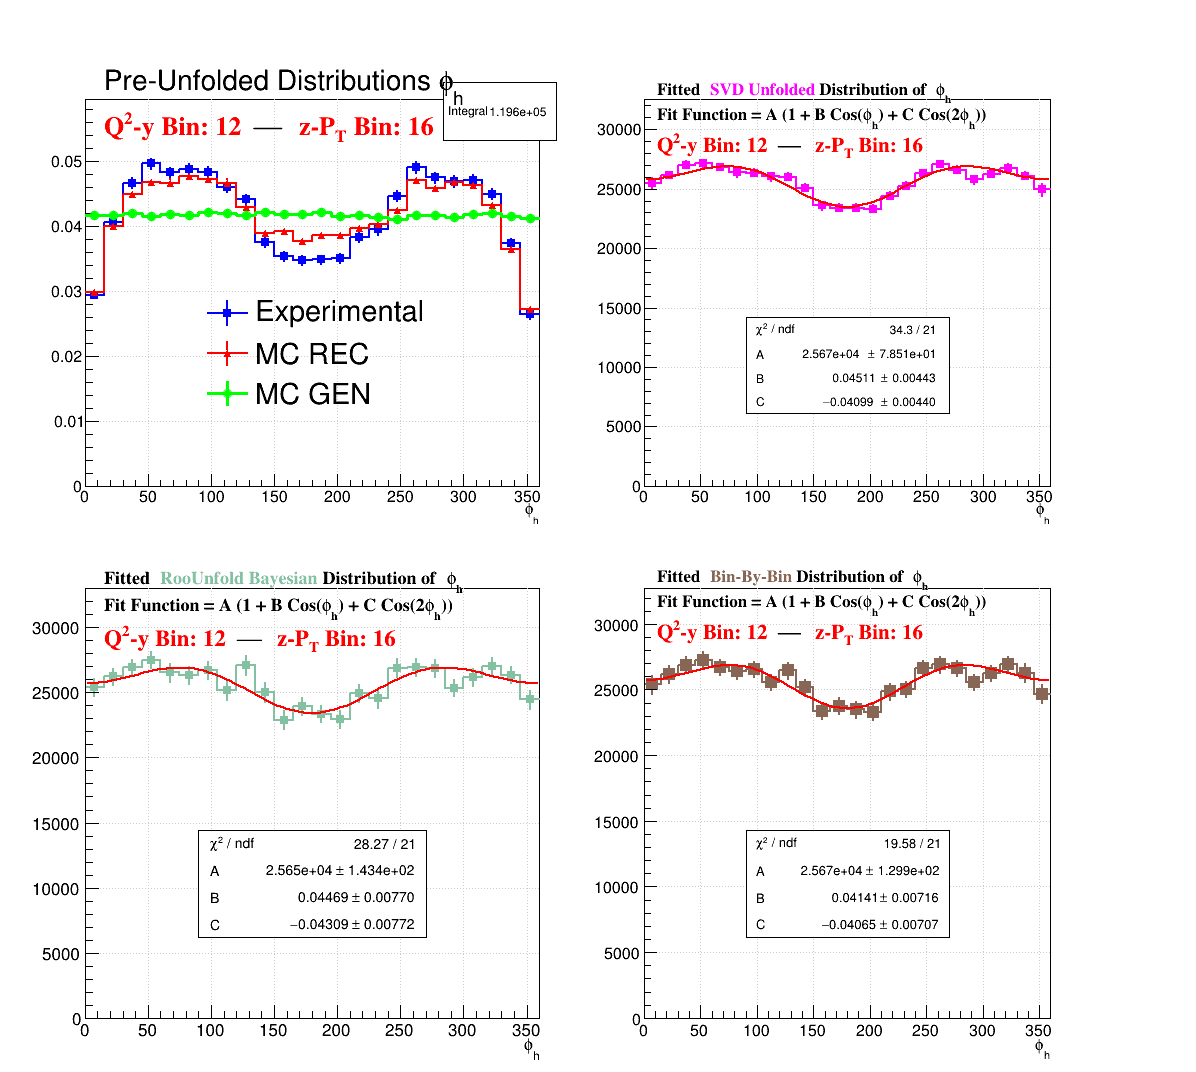 Pre-Unfolded Distributions ϕh
Integral 1.196e+05
Q²-y Bin: 12 — z-PT Bin: 16
0.05
0.04
0.03
0.02
0.01
0
Experimental
MC REC
MC GEN
0 50 100 150 200 250 300 350
ϕh
Fitted SVD Unfolded Distribution of ϕh
Fit Function = A (1 + B Cos(ϕh) + C Cos(2ϕh))
Q²-y Bin: 12 — z-PT Bin: 16
30000
25000
20000
15000
10000
5000
0
χ² / ndf 34.3 / 21
A 2.567e+04 ± 7.851e+01
B 0.04511 ± 0.00443
C −0.04099 ± 0.00440
0 50 100 150 200 250 300 350
ϕh
Fitted RooUnfold Bayesian Distribution of ϕh
Fit Function = A (1 + B Cos(ϕh) + C Cos(2ϕh))
Q²-y Bin: 12 — z-PT Bin: 16
30000
25000
20000
15000
10000
5000
0
χ² / ndf 28.27 / 21
A 2.565e+04 ± 1.434e+02
B 0.04469 ± 0.00770
C −0.04309 ± 0.00772
0 50 100 150 200 250 300 350
ϕh
Fitted Bin-By-Bin Distribution of ϕh
Fit Function = A (1 + B Cos(ϕh) + C Cos(2ϕh))
Q²-y Bin: 12 — z-PT Bin: 16
30000
25000
20000
15000
10000
5000
0
χ² / ndf 19.58 / 21
A 2.567e+04 ± 1.299e+02
B 0.04141 ± 0.00716
C −0.04065 ± 0.00707
0 50 100 150 200 250 300 350
ϕh